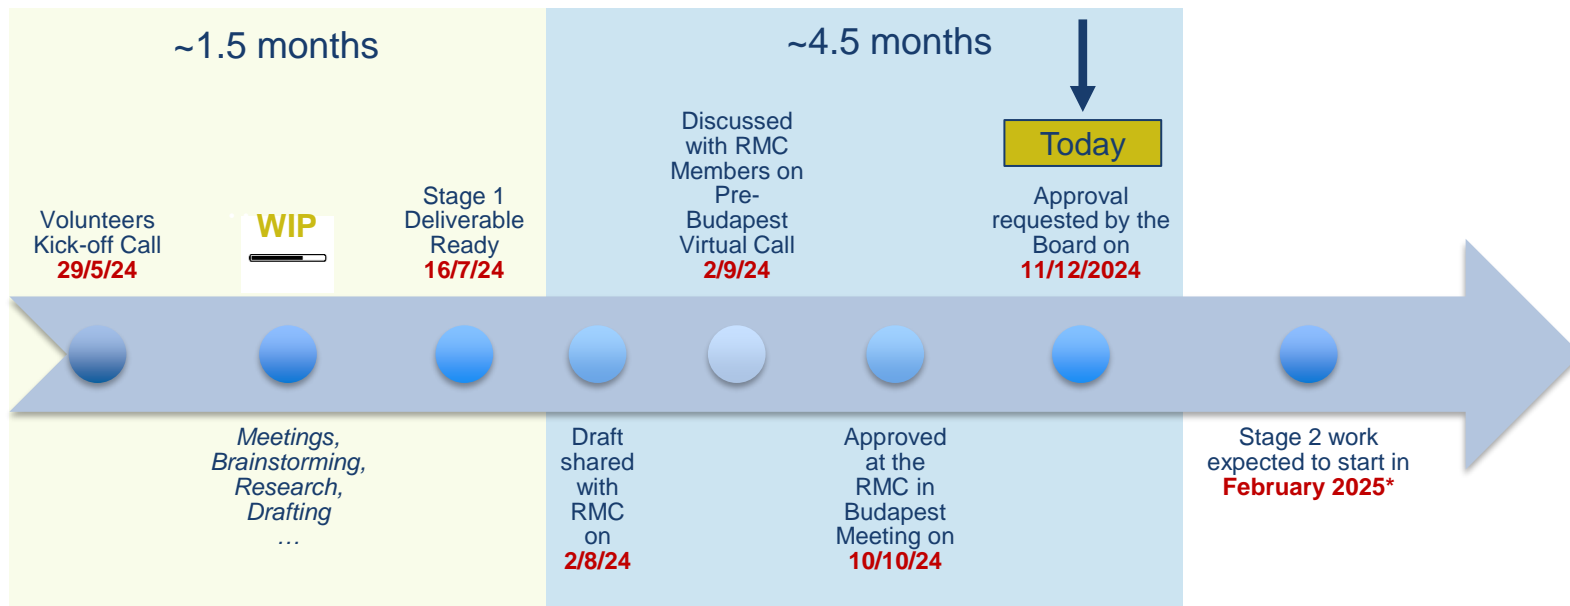 ~1.5 months
~4.5 months
Volunteers
Kick-off Call
29/5/24
WIP
Stage 1
Deliverable
Ready
16/7/24
Discussed
with RMC
Members on
Pre-
Budapest
Virtual Call
2/9/24
Today
Approval
requested by the
Board on
11/12/2024
Meetings,
Brainstorming,
Research,
Drafting
…
Draft
shared
with
RMC
on
2/8/24
Approved
at the
RMC in
Budapest
Meeting on
10/10/24
Stage 2 work
expected to start in
February 2025*